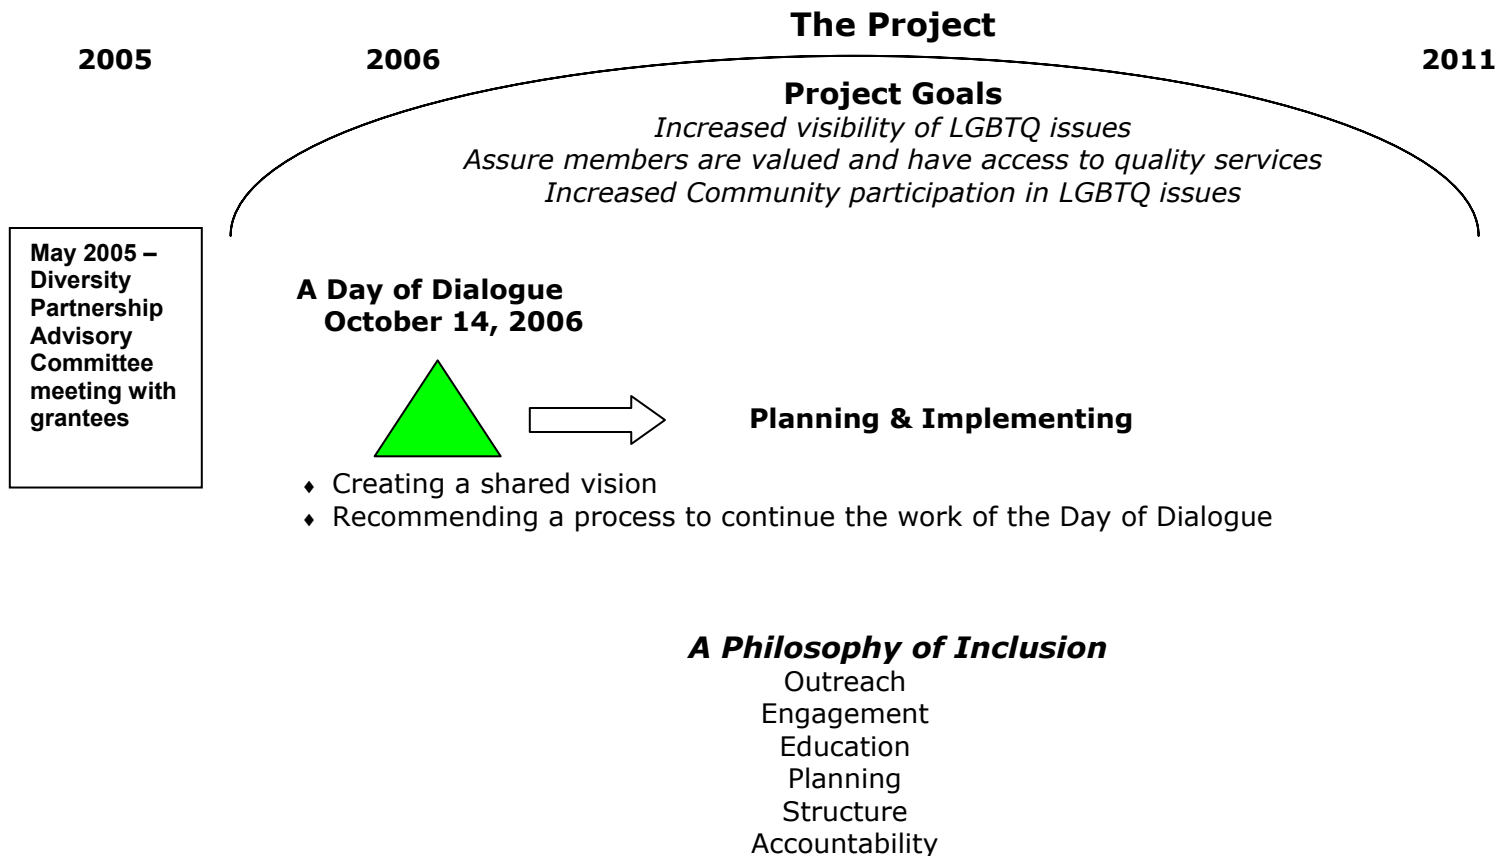 The Project
2005 2006 2011
Project Goals
Increased visibility of LGBTQ issues
Assure members are valued and have access to quality services
Increased Community participation in LGBTQ issues
May 2005 –
Diversity
Partnership
Advisory
Committee
meeting with
grantees
A Day of Dialogue
October 14, 2006
Planning & Implementing
♦ Creating a shared vision
♦ Recommending a process to continue the work of the Day of Dialogue
A Philosophy of Inclusion
Outreach
Engagement
Education
Planning
Structure
Accountability